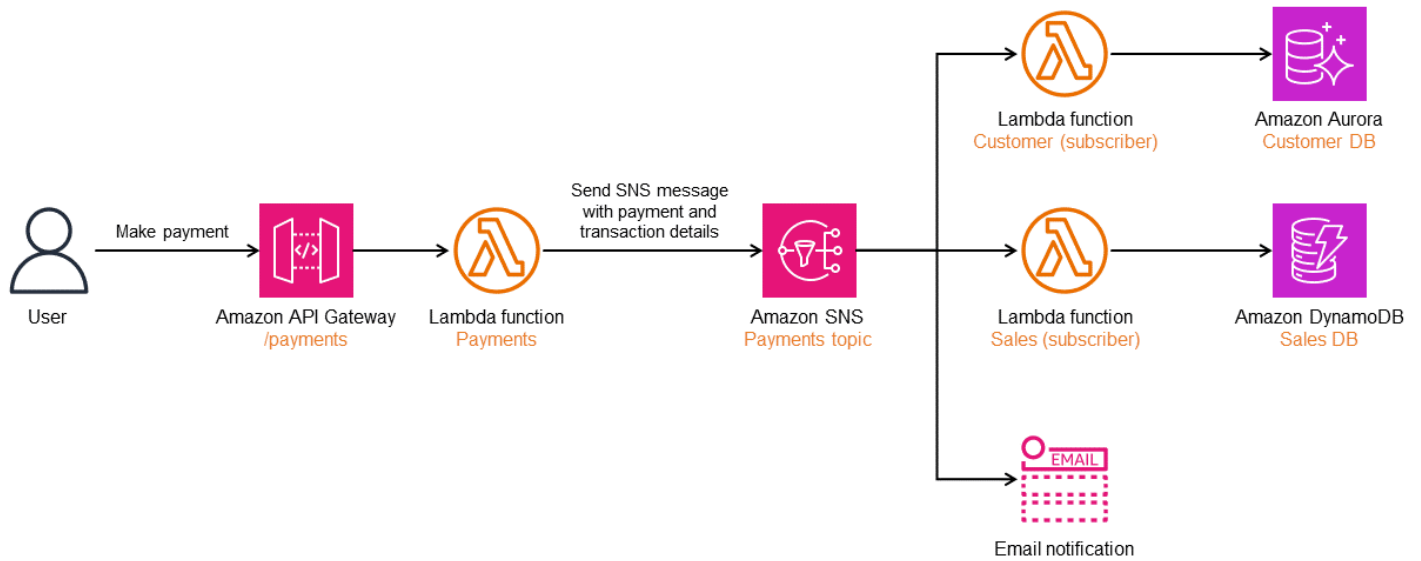 Lambda function
Customer (subscriber)
Amazon Aurora
Customer DB
Make payment
Send SNS message
with payment and
transaction details
</>
User
Amazon API Gateway
/payments
Lambda function
Payments
Amazon SNS
Payments topic
Lambda function
Sales (subscriber)
Amazon DynamoDB
Sales DB
EMAIL
Email notification